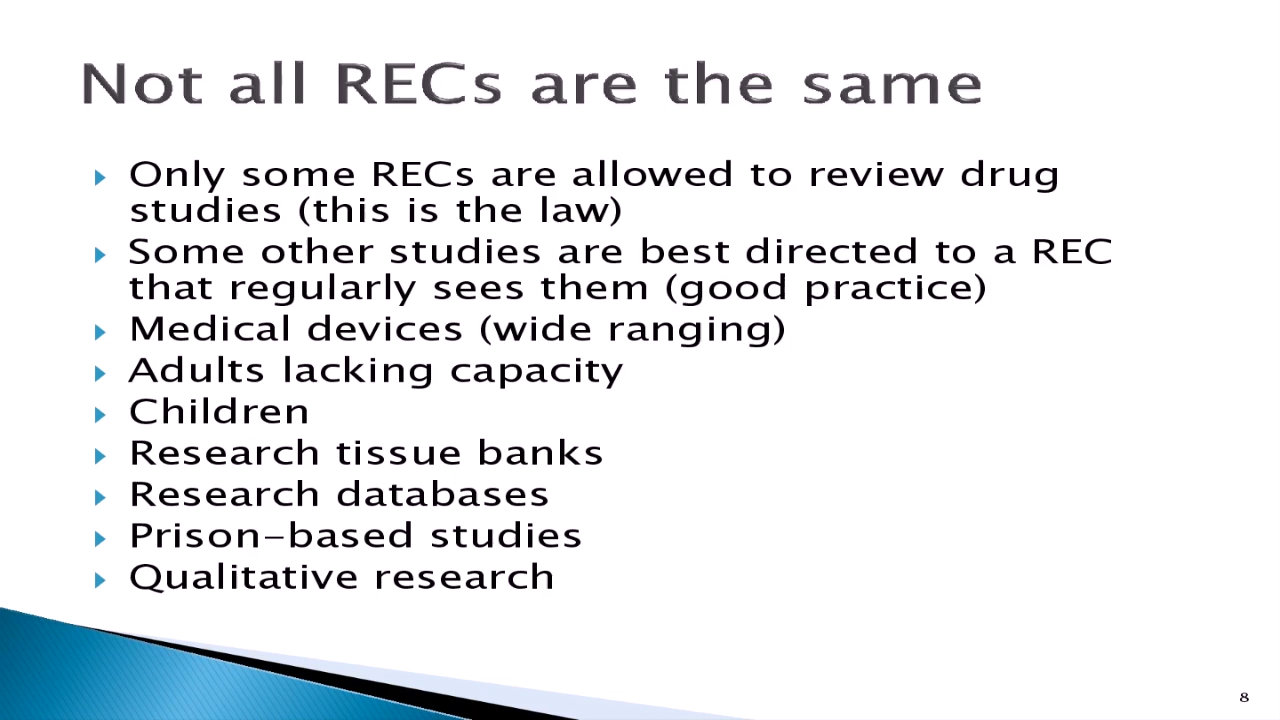 Not all RECs are the same
Only some RECs are allowed to review drug
studies (this is the law)
Some other studies are best directed to a REC
that regularly sees them (good practice)
Medical devices (wide ranging)
Adults lacking capacity
Children
Research tissue banks
Research databases
Prison-based studies
Qualitative research
8